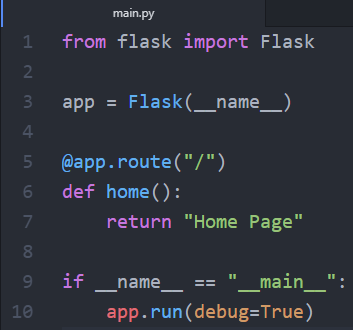 main.py
1 from flask import Flask
2
3 app = Flask(__name__)
4
5 @app.route("/")
6 def home():
7     return "Home Page"
8
9 if __name__ == "__main__":
10     app.run(debug=True)